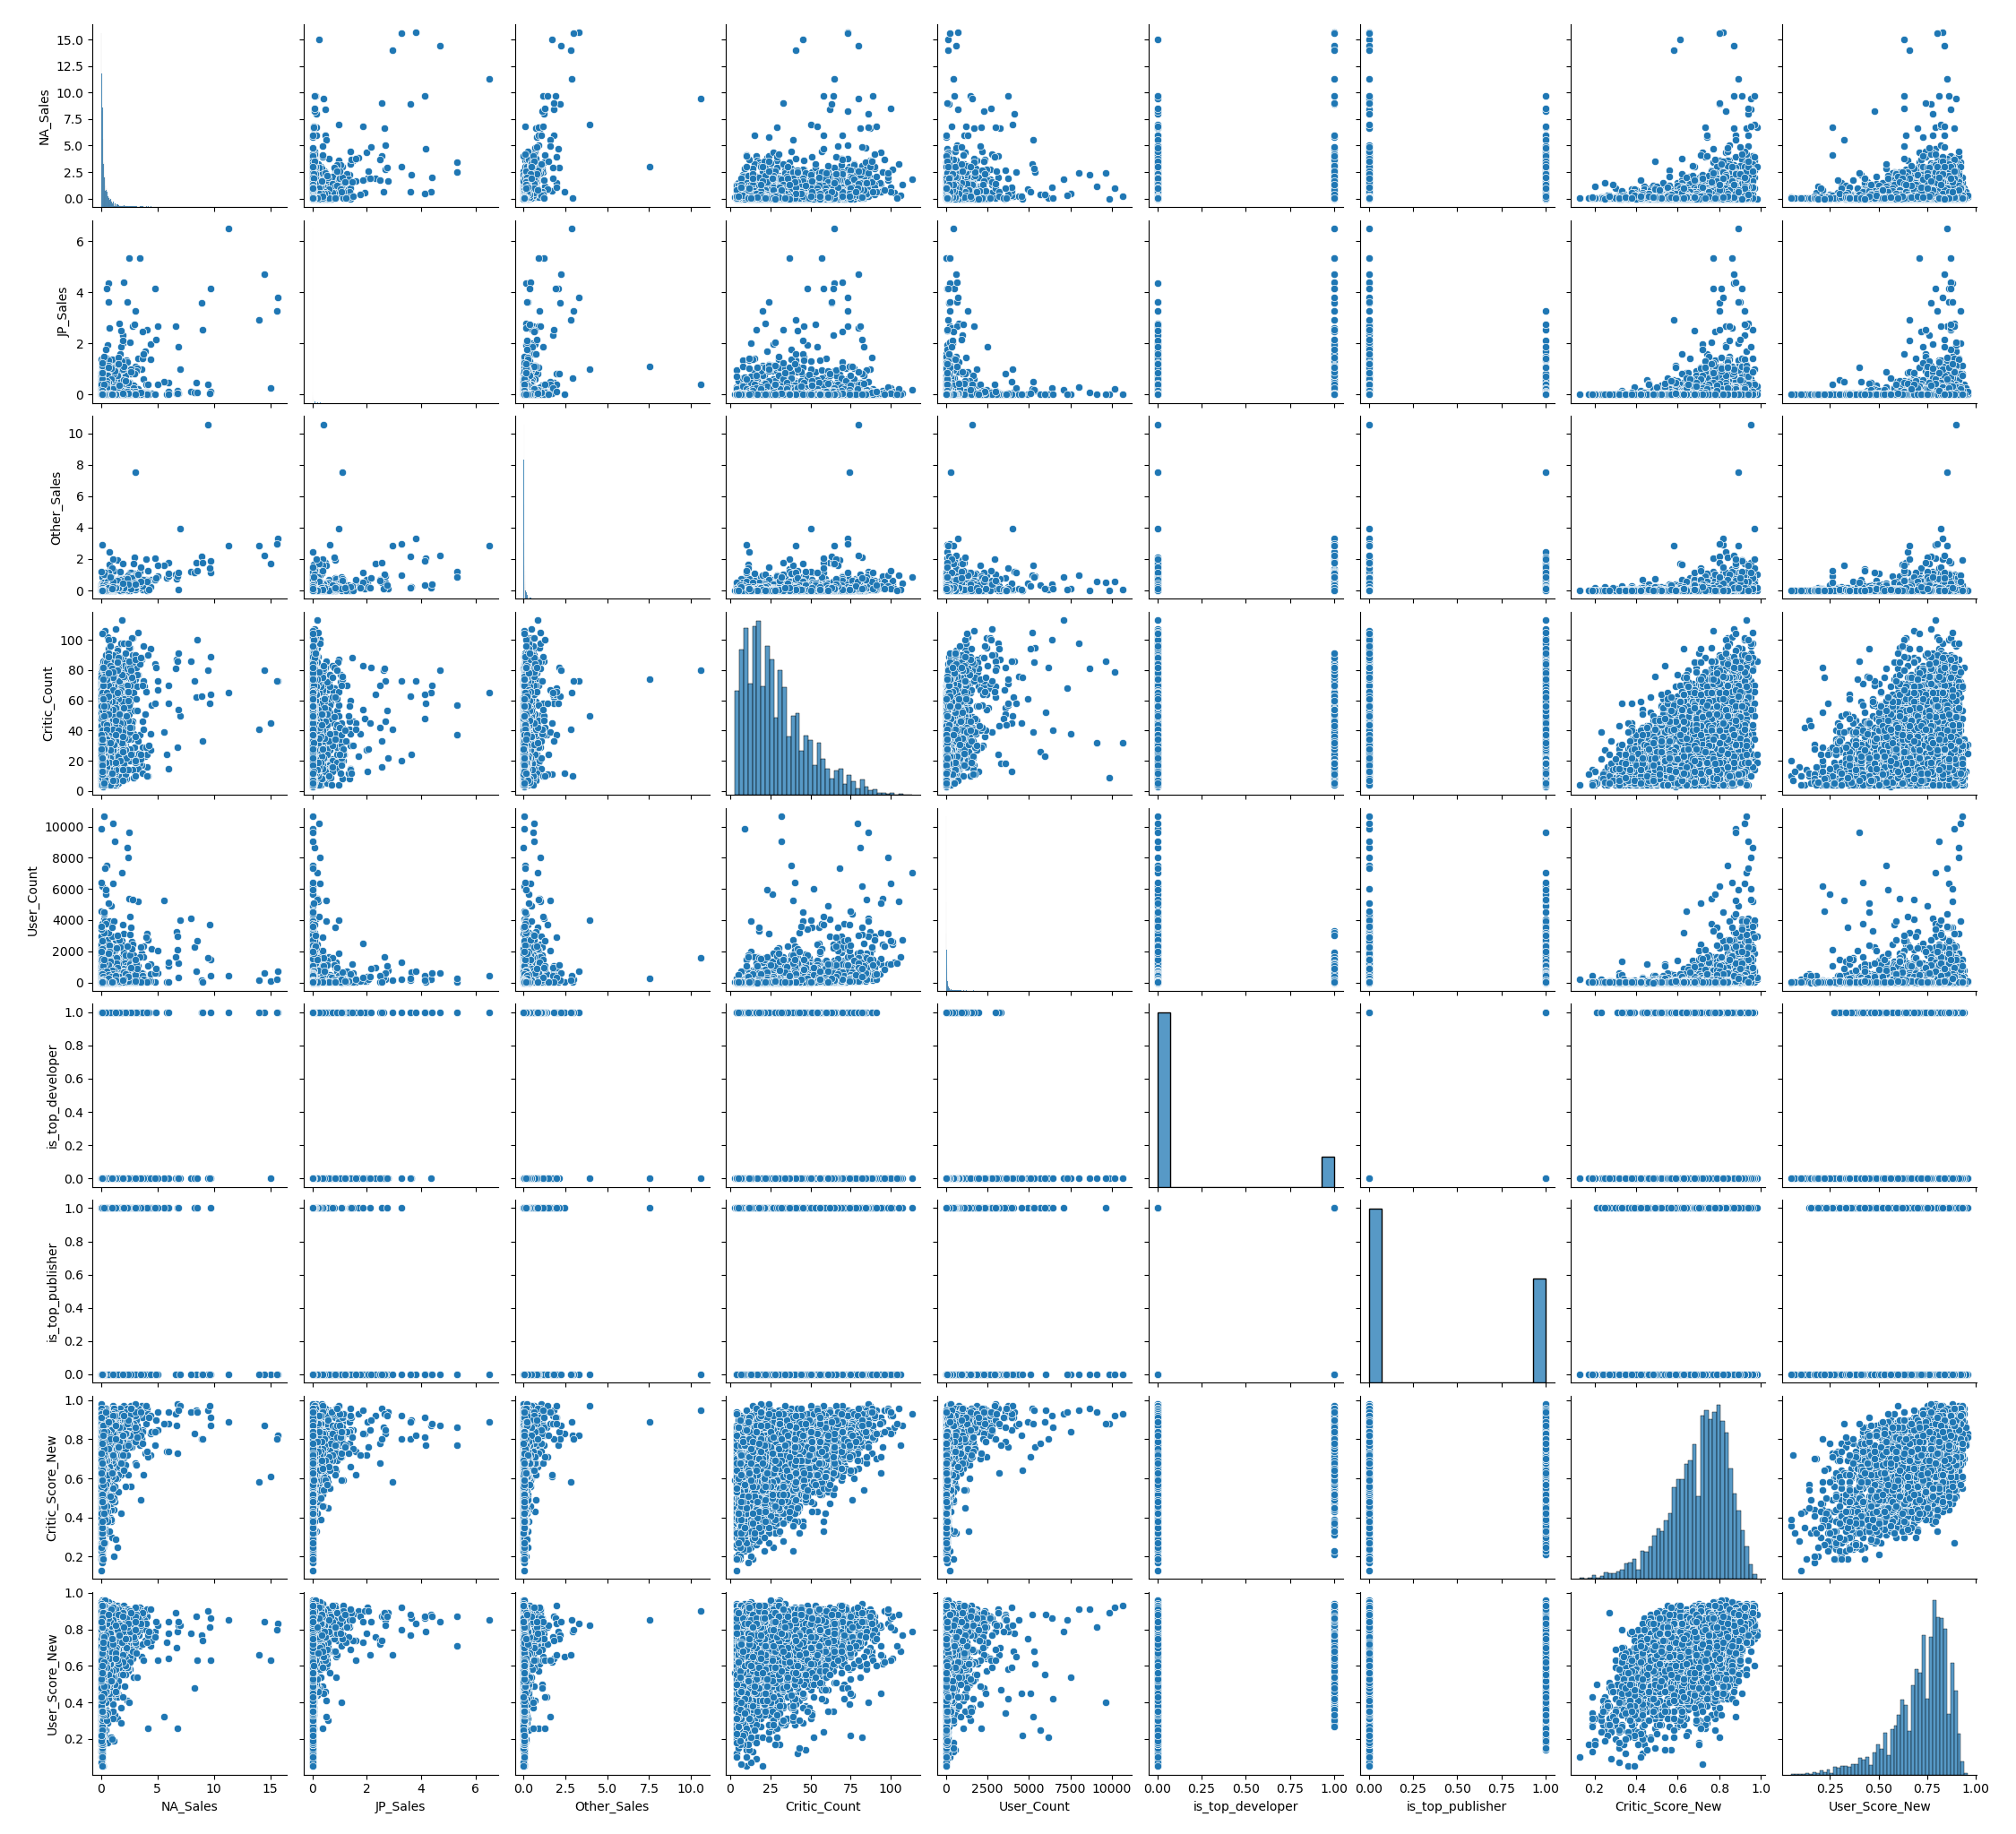 NA_Sales
15.0
12.5
10.0
7.5
5.0
2.5
0.0
JP_Sales
6
4
2
0
Other_Sales
10
8
6
4
2
0
Critic_Count
100
80
60
40
20
0
User_Count
10000
8000
6000
4000
2000
0
is_top_developer
1.0
0.8
0.6
0.4
0.2
0.0
is_top_publisher
1.0
0.8
0.6
0.4
0.2
0.0
Critic_Score_New
1.0
0.8
0.6
0.4
0.2
User_Score_New
1.0
0.8
0.6
0.4
0.2
0 5 10 15
NA_Sales
0 2 4 6
JP_Sales
0.0 2.5 5.0 7.5 10.0
Other_Sales
0 25 50 75 100
Critic_Count
0 2500 5000 7500 10000
User_Count
0.00 0.25 0.50 0.75 1.00
is_top_developer
0.00 0.25 0.50 0.75 1.00
is_top_publisher
0.2 0.4 0.6 0.8 1.0
Critic_Score_New
0.25 0.50 0.75 1.00
User_Score_New